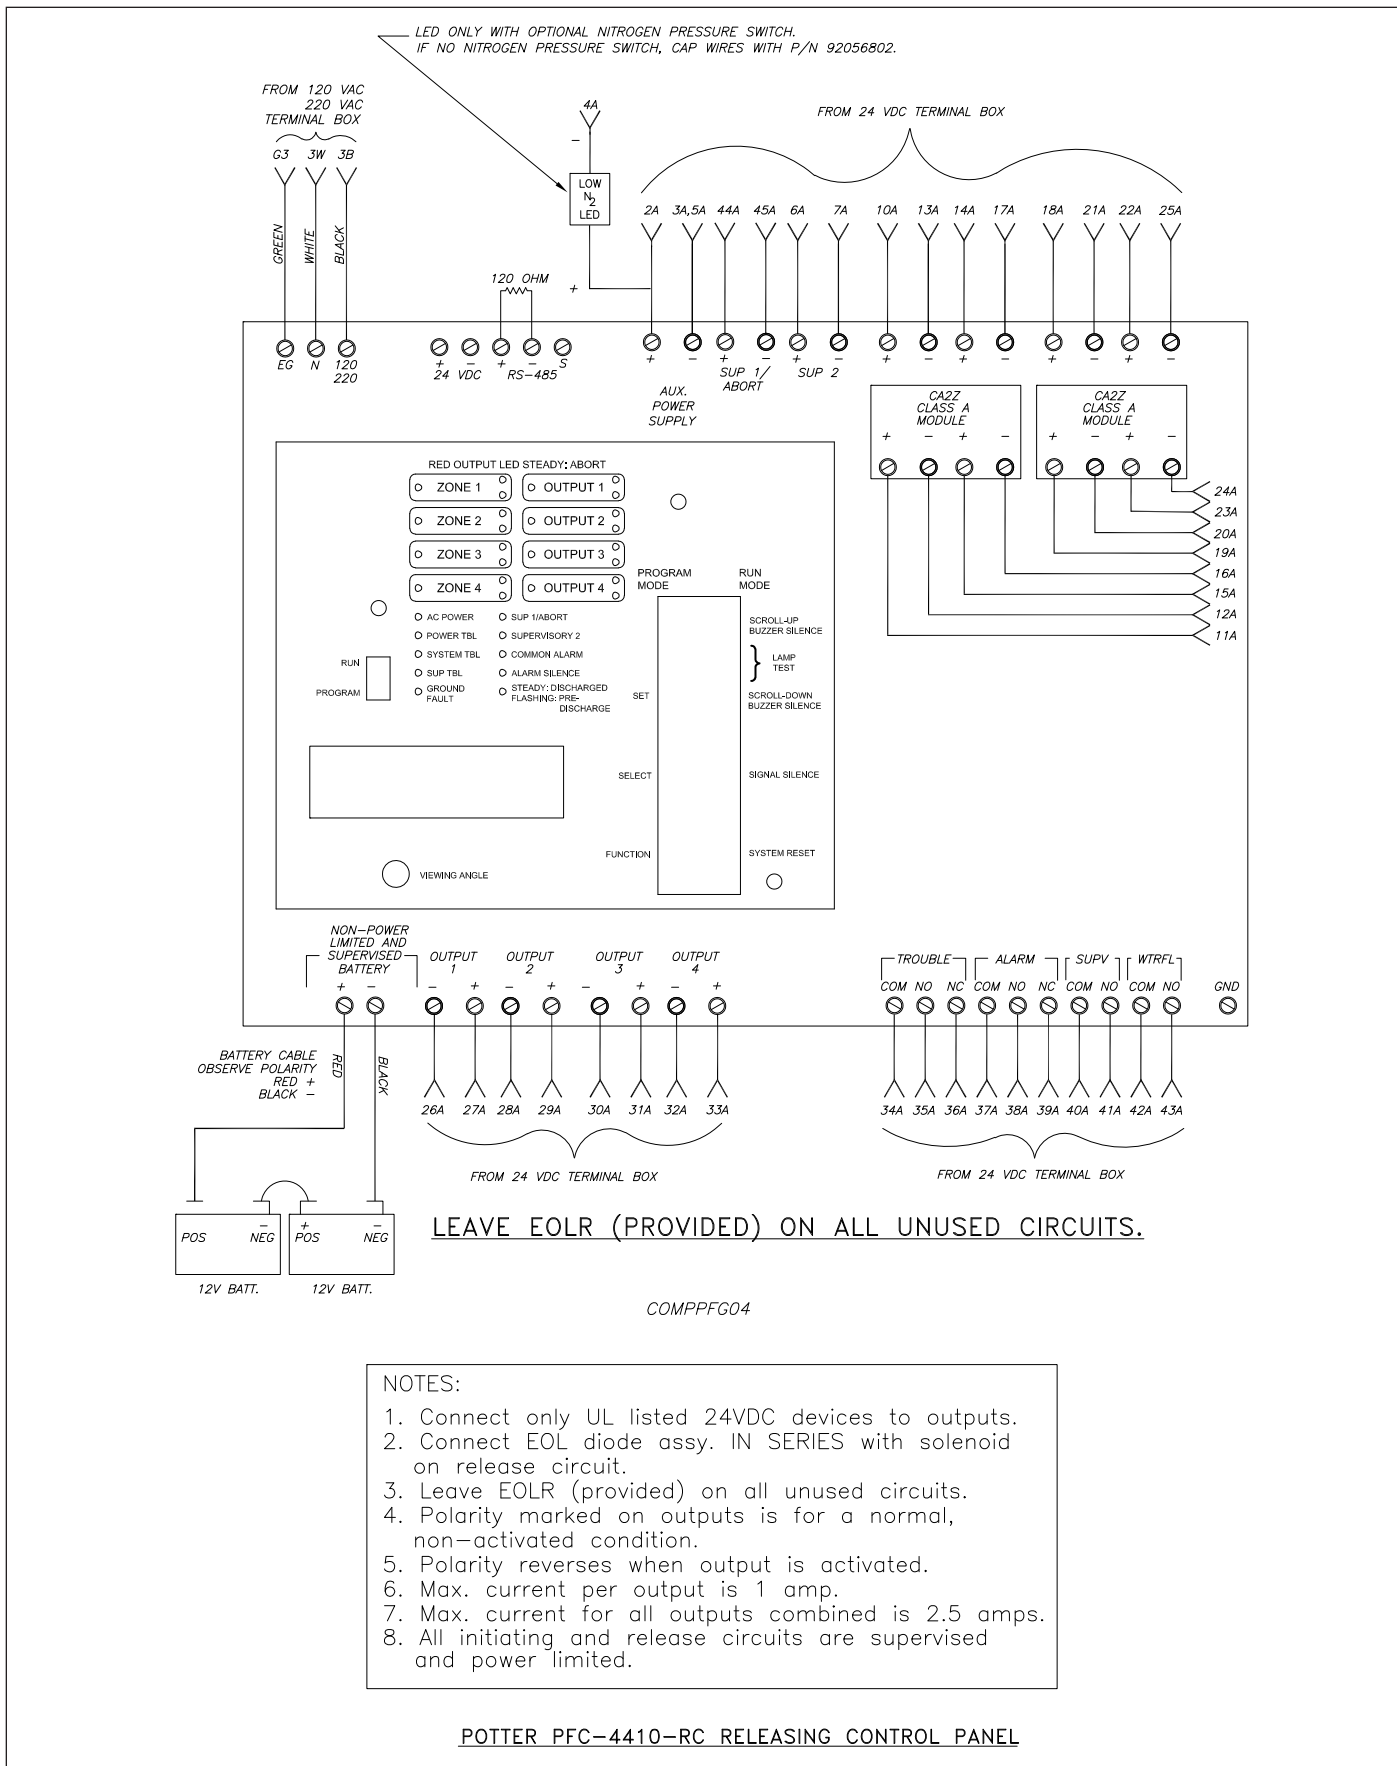 LED ONLY WITH OPTIONAL NITROGEN PRESSURE SWITCH.
IF NO NITROGEN PRESSURE SWITCH, CAP WIRES WITH P/N 92056802.
FROM 120 VAC
220 VAC
TERMINAL BOX
G3 3W 3B
GREEN
WHITE
BLACK
4A
−
LOW
N2
LED
+
FROM 24 VDC TERMINAL BOX
2A 3A,5A 44A 45A 6A 7A 10A 13A 14A 17A 18A 21A 22A 25A
120 OHM
EG N 120
220
+ − + − S
24 VDC RS-485
+ − + − + − + − + − + − + −
AUX.
POWER
SUPPLY
SUP 1/
ABORT
SUP 2
CA2Z
CLASS A
MODULE
+ − + −
CA2Z
CLASS A
MODULE
+ − + −
24A
23A
20A
19A
16A
15A
12A
11A
RED OUTPUT LED STEADY: ABORT
ZONE 1 OUTPUT 1
ZONE 2 OUTPUT 2
ZONE 3 OUTPUT 3
ZONE 4 OUTPUT 4
AC POWER SUP 1/ABORT
POWER TBL SUPERVISORY 2
SYSTEM TBL COMMON ALARM
SUP TBL ALARM SILENCE
GROUND
FAULT
STEADY: DISCHARGED
FLASHING: PRE-
DISCHARGE
RUN
PROGRAM
PROGRAM
MODE
RUN
MODE
SCROLL-UP
BUZZER SILENCE
LAMP
TEST
SET
SCROLL-DOWN
BUZZER SILENCE
SELECT SIGNAL SILENCE
FUNCTION SYSTEM RESET
VIEWING ANGLE
NON-POWER
LIMITED AND
SUPERVISED
BATTERY
+ −
OUTPUT
1
− +
OUTPUT
2
− +
OUTPUT
3
− +
OUTPUT
4
− +
TROUBLE ALARM SUPV WTRFL
COM NO NC COM NO NC COM NO COM NO GND
BATTERY CABLE
OBSERVE POLARITY
RED +
BLACK −
RED
BLACK
26A 27A 28A 29A 30A 31A 32A 33A
34A 35A 36A 37A 38A 39A 40A 41A 42A 43A
FROM 24 VDC TERMINAL BOX
FROM 24 VDC TERMINAL BOX
− + −
POS NEG POS NEG
12V BATT. 12V BATT.
LEAVE EOLR (PROVIDED) ON ALL UNUSED CIRCUITS.
COMPPFG04
NOTES:
1. Connect only UL listed 24VDC devices to outputs.
2. Connect EOL diode assy. IN SERIES with solenoid
on release circuit.
3. Leave EOLR (provided) on all unused circuits.
4. Polarity marked on outputs is for a normal,
non-activated condition.
5. Polarity reverses when output is activated.
6. Max. current per output is 1 amp.
7. Max. current for all outputs combined is 2.5 amps.
8. All initiating and release circuits are supervised
and power limited.
POTTER PFC-4410-RC RELEASING CONTROL PANEL